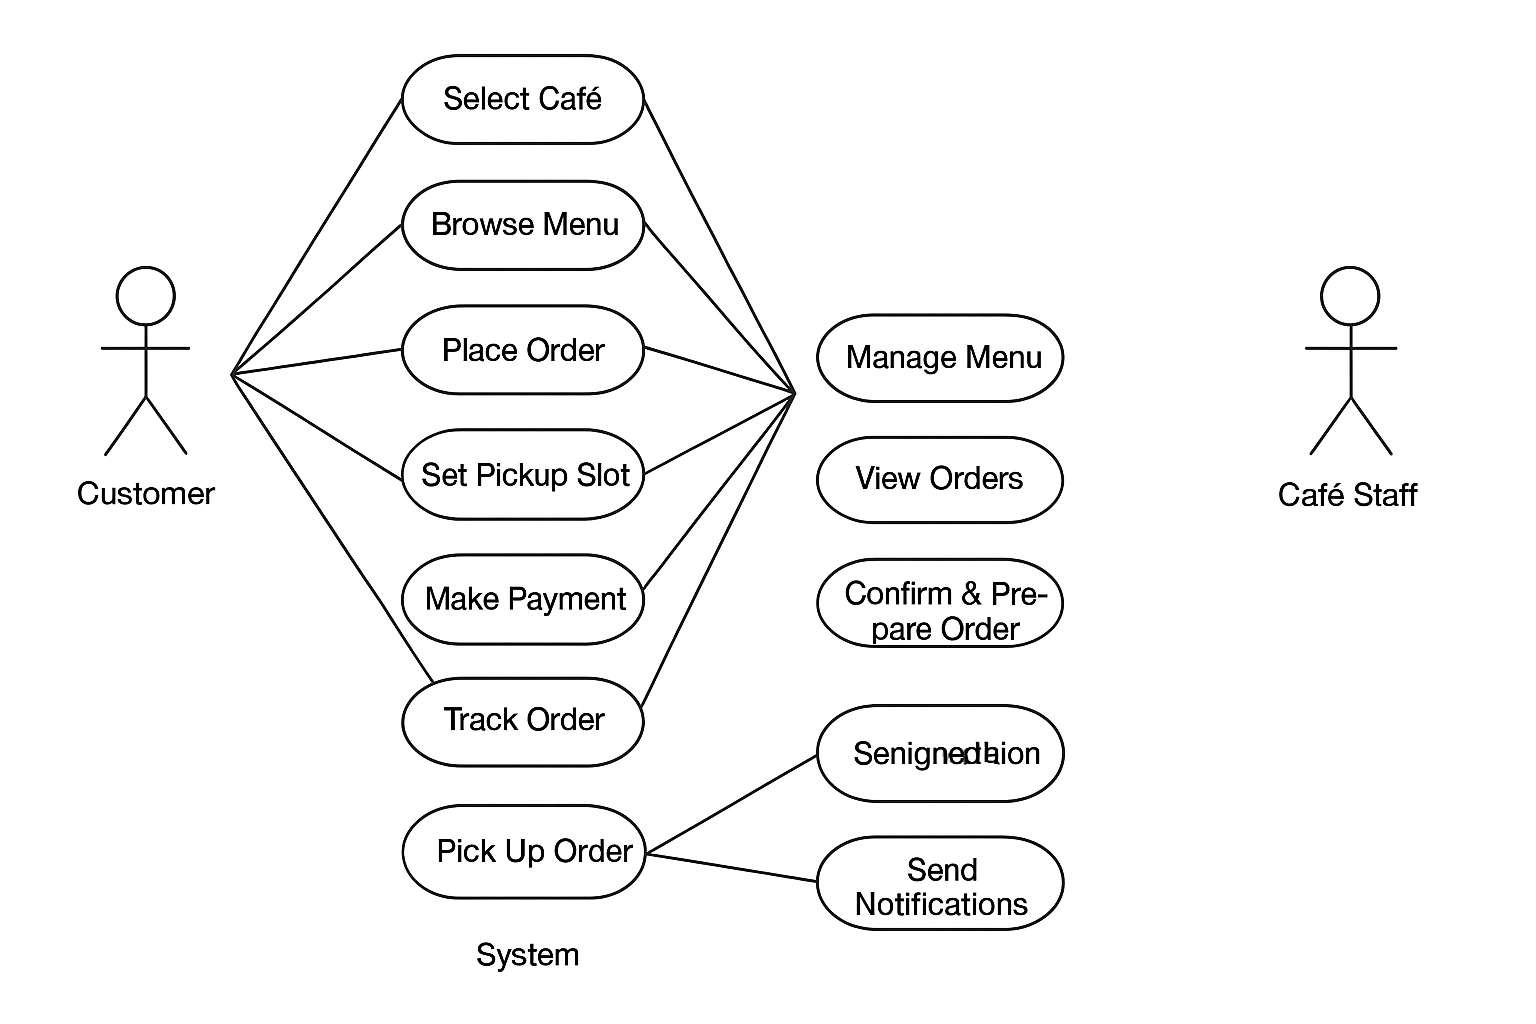 Select Café
Browse Menu
Place Order
Set Pickup Slot
Make Payment
Track Order
Pick Up Order
System
Customer
Manage Menu
View Orders
Confirm & Pre-
pare Order
Send
Notifications
Café Staff